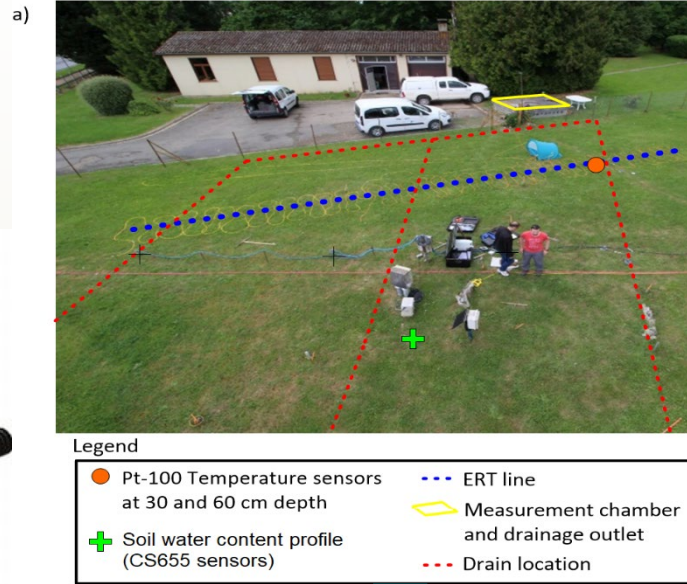 a)
Legend
Pt-100 Temperature sensors
at 30 and 60 cm depth
Soil water content profile
(CS655 sensors)
ERT line
Measurement chamber
and drainage outlet
Drain location